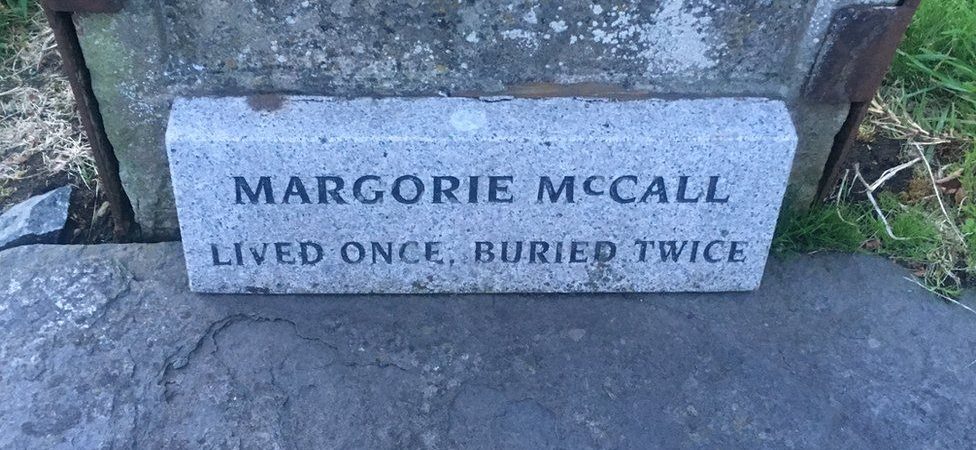 MARGORIE McCALL
LIVED ONCE, BURIED TWICE